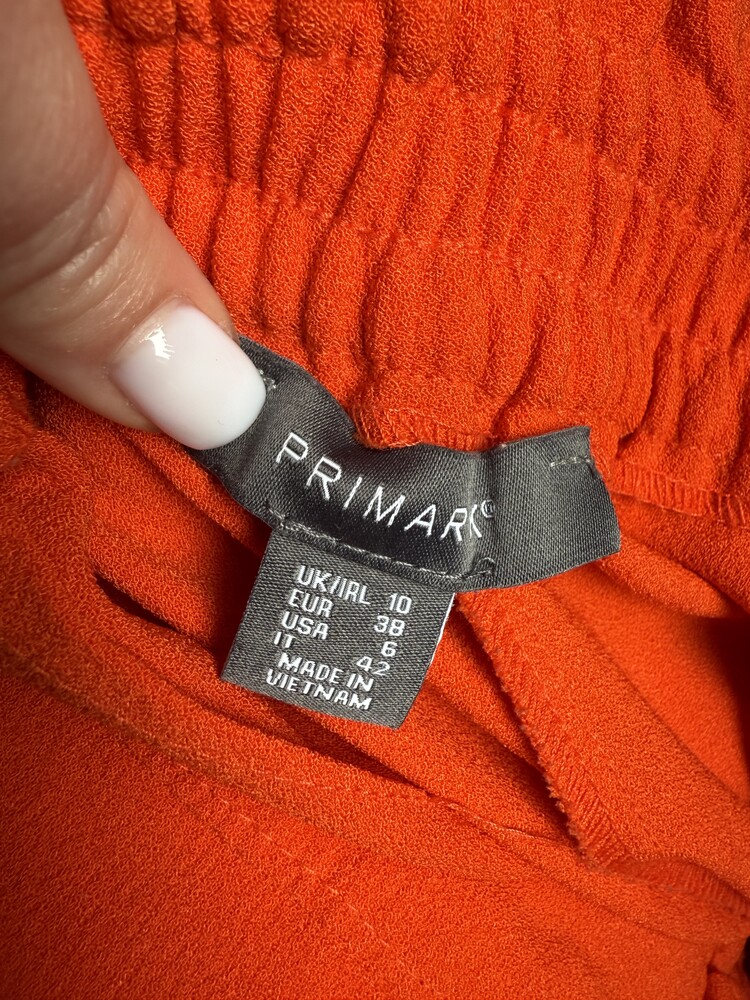 PRIMARK®
UK/IRL 10
EUR 38
USA 6
IT 42
MADE IN
VIETNAM